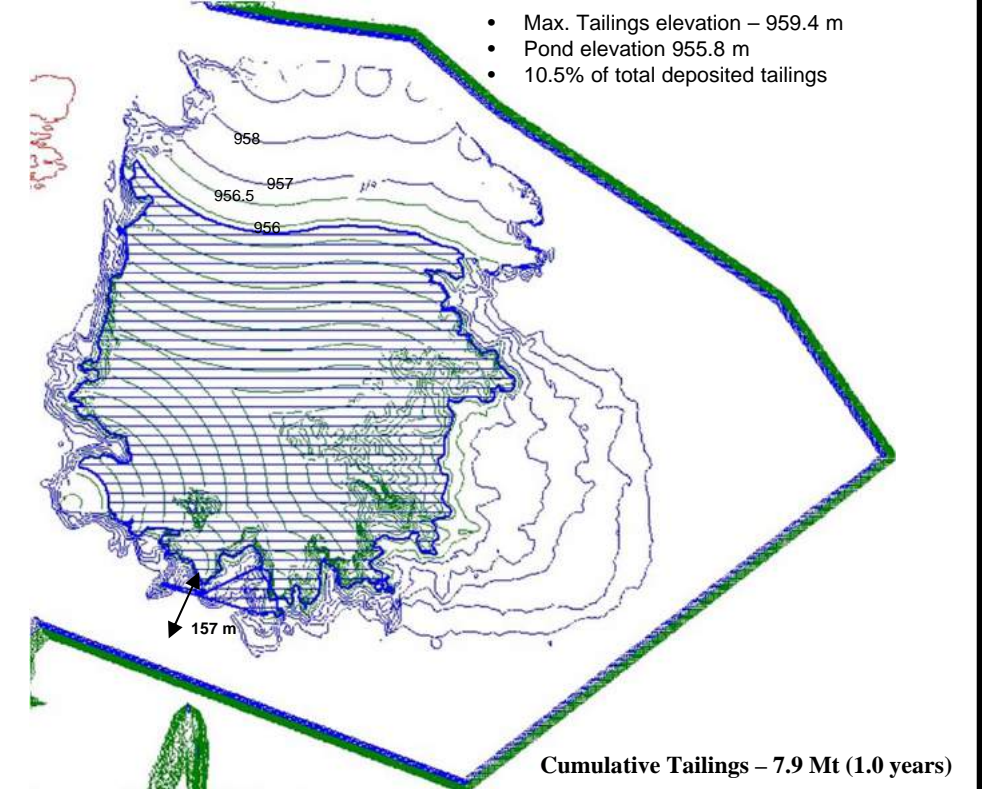 • Max. Tailings elevation – 959.4 m
• Pond elevation 955.8 m
• 10.5% of total deposited tailings
958
957
956.5
956
157 m
Cumulative Tailings – 7.9 Mt (1.0 years)